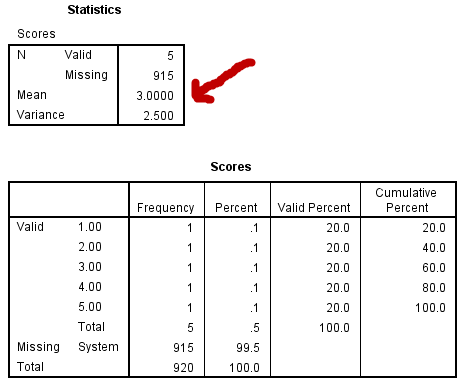 Statistics
Scores
N Valid 5
Missing 915
Mean 3.0000
Variance 2.500
Scores
Frequency Percent Valid Percent Cumulative Percent
Valid 1.00 1 .1 20.0 20.0
2.00 1 .1 20.0 40.0
3.00 1 .1 20.0 60.0
4.00 1 .1 20.0 80.0
5.00 1 .1 20.0 100.0
Total 5 .5 100.0
Missing System 915 99.5
Total 920 100.0